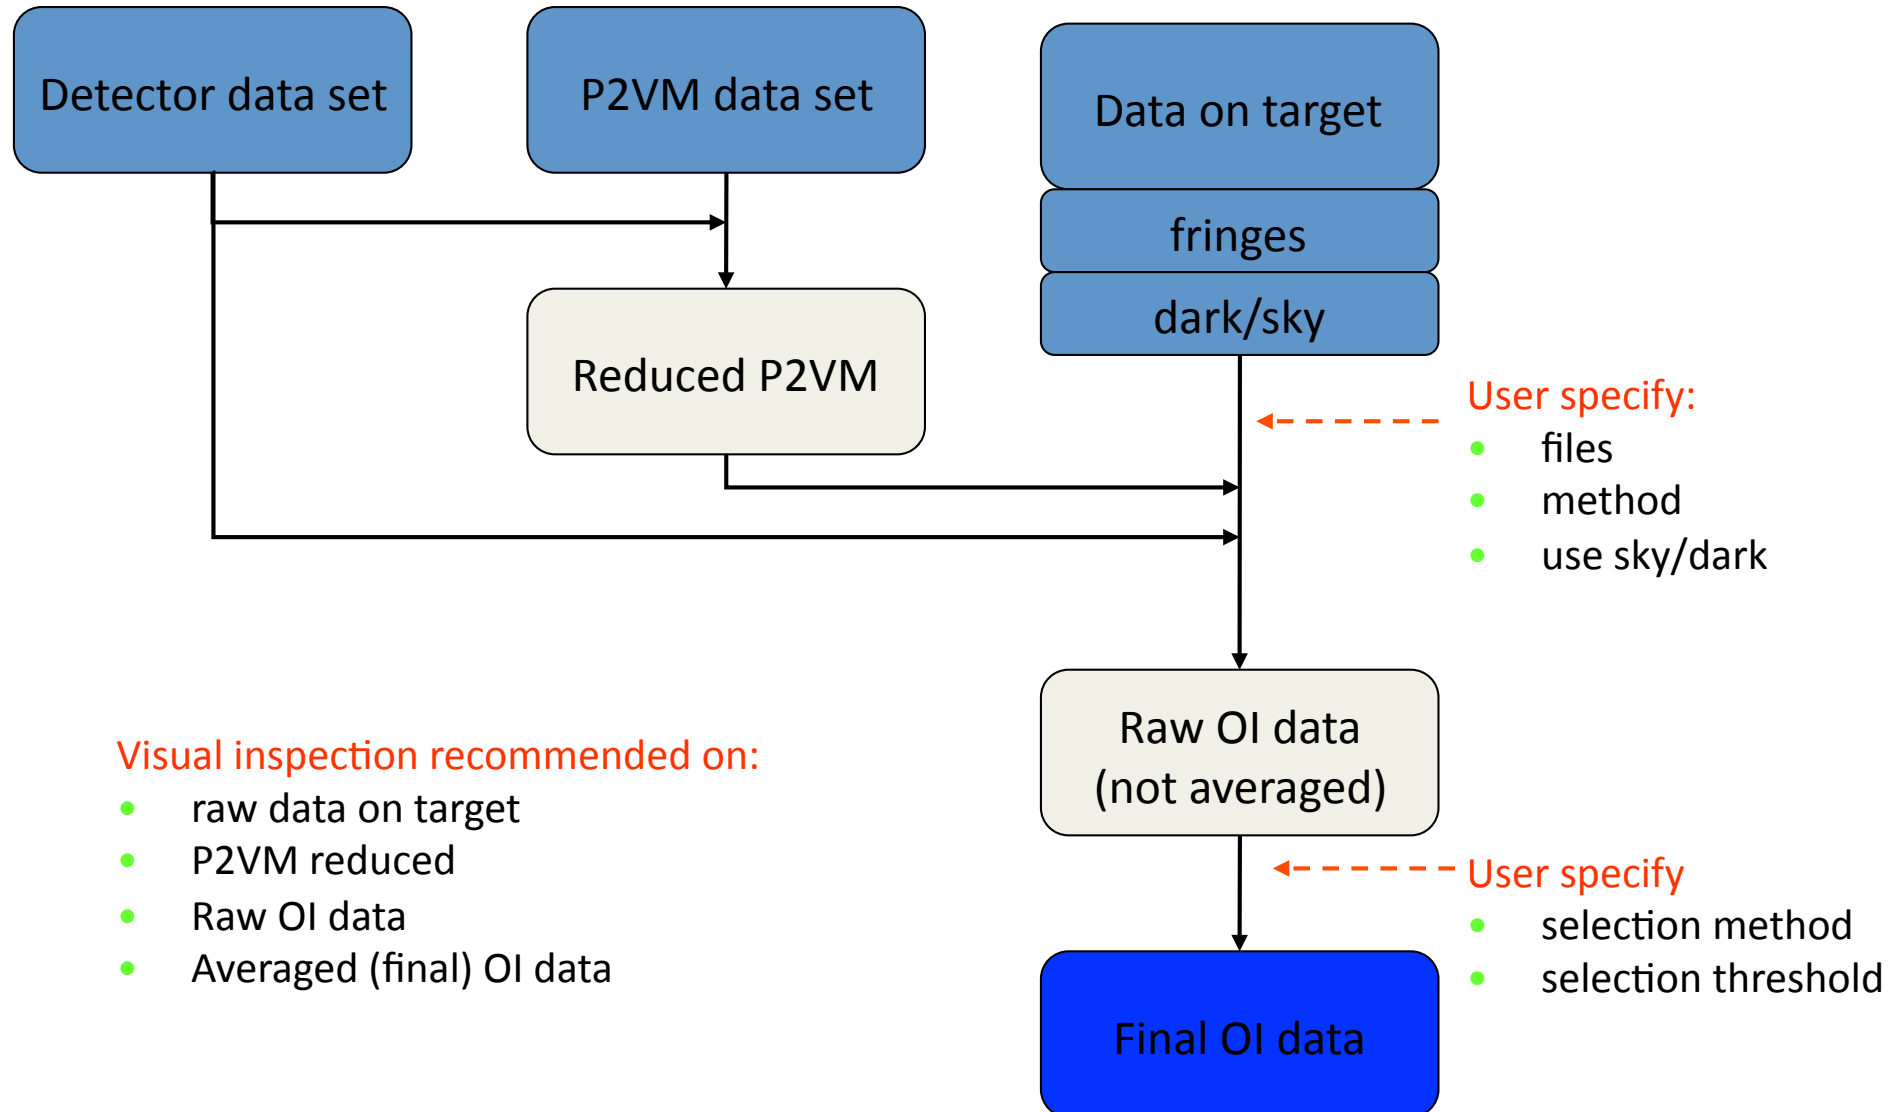 Detector data set
P2VM data set
Data on target
fringes
dark/sky
Reduced P2VM
User specify:
• files
• method
• use sky/dark
Raw OI data
(not averaged)
Visual inspection recommended on:
• raw data on target
• P2VM reduced
• Raw OI data
• Averaged (final) OI data
User specify
• selection method
• selection threshold
Final OI data